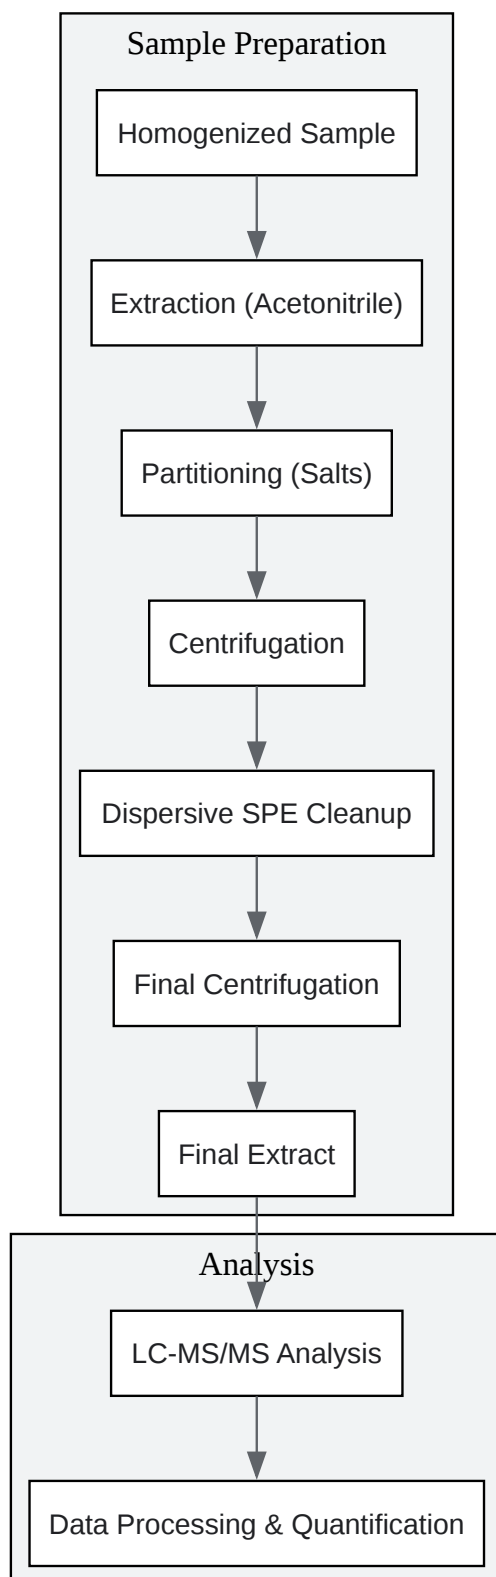 Sample Preparation
Homogenized Sample
Extraction (Acetonitrile)
Partitioning (Salts)
Centrifugation
Dispersive SPE Cleanup
Final Centrifugation
Final Extract
Analysis
LC-MS/MS Analysis
Data Processing & Quantification